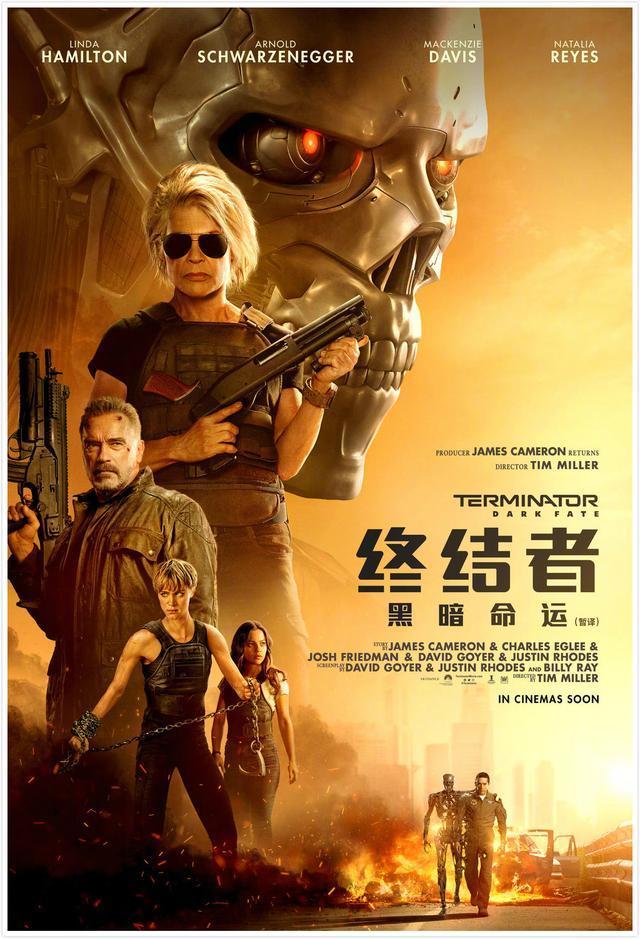 LINDA
HAMILTON
ARNOLD
SCHWARZENEGGER
MACKENZIE
DAVIS
NATALIA
REYES
PRODUCER JAMES CAMERON RETURNS
DIRECTOR TIM MILLER
TERMINATOR
DARK FATE
终结者
黑暗命运(暂译)
STORY BY JAMES CAMERON & CHARLES EGLEE &
JOSH FRIEDMAN & DAVID GOYER & JUSTIN RHODES
SCREENPLAY BY DAVID GOYER & JUSTIN RHODES AND BILLY RAY
DIRECTED BY TIM MILLER
IN CINEMAS SOON